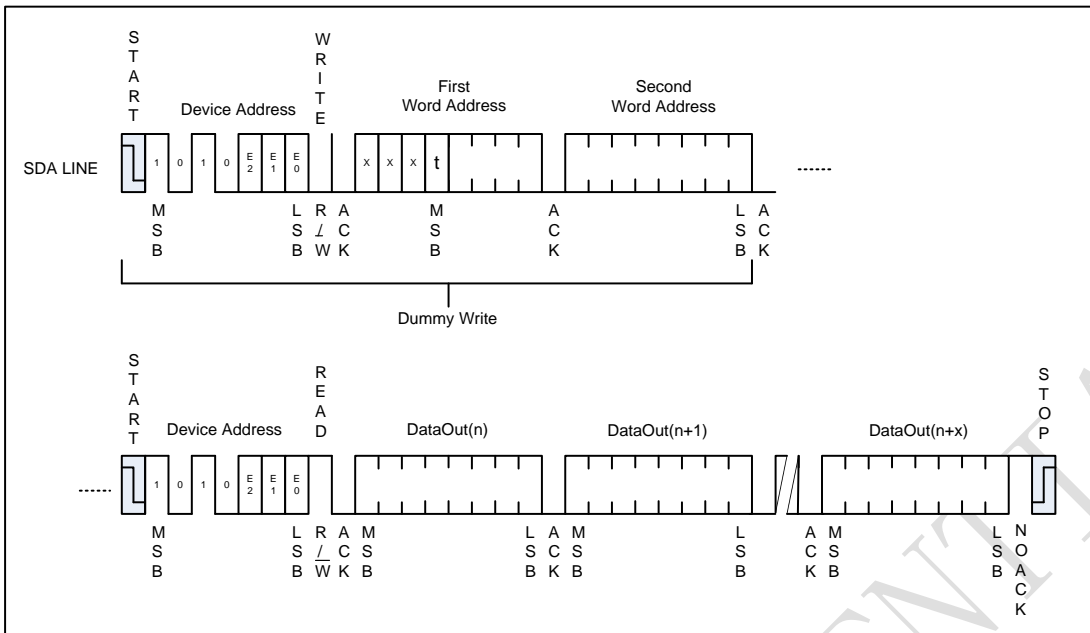 START
WRITE
Device Address
First
Word Address
Second
Word Address
SDA LINE
1 0 1 0 E2 E1 E0
x x x t
MSB
LSB
R/W
ACK
MSB
ACK
LSB
ACK
Dummy Write
START
READ
STOP
Device Address
DataOut(n)
DataOut(n+1)
DataOut(n+x)
1 0 1 0 E2 E1 E0
MSB
LSB
R/W
ACK
MSB
LSB
ACK
MSB
LSB
ACK
MSB
LSB
NOACK